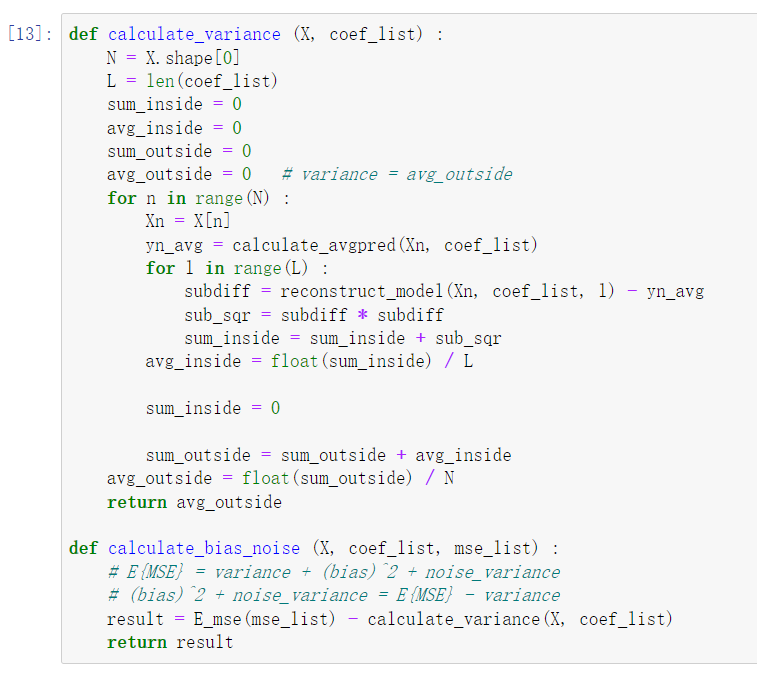 [13]: def calculate_variance (X, coef_list) :
    N = X.shape[0]
    L = len(coef_list)
    sum_inside = 0
    avg_inside = 0
    sum_outside = 0
    avg_outside = 0   # variance = avg_outside
    for n in range(N) :
        Xn = X[n]
        yn_avg = calculate_avgpred(Xn, coef_list)
        for l in range(L) :
            subdiff = reconstruct_model(Xn, coef_list, l) - yn_avg
            sub_sqr = subdiff * subdiff
            sum_inside = sum_inside + sub_sqr
        avg_inside = float(sum_inside) / L
        sum_inside = 0
        sum_outside = sum_outside + avg_inside
    avg_outside = float(sum_outside) / N
    return avg_outside
def calculate_bias_noise (X, coef_list, mse_list) :
    # E{MSE} = variance + (bias)^2 + noise_variance
    # (bias)^2 + noise_variance = E{MSE} - variance
    result = E_mse(mse_list) - calculate_variance(X, coef_list)
    return result